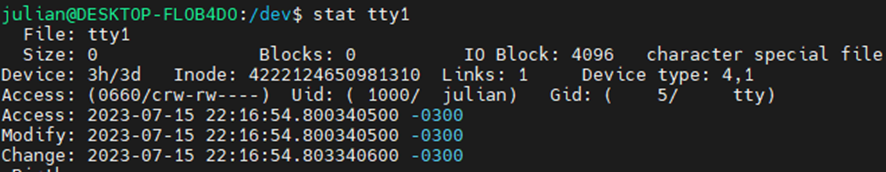 julian@DESKTOP-FLOB4DO:/dev$ stat tty1
  File: tty1
  Size: 0               Blocks: 0          IO Block: 4096   character special file
Device: 3h/3d   Inode: 4222124650981310  Links: 1     Device type: 4,1
Access: (0660/crw-rw----)  Uid: ( 1000/  julian)   Gid: (    5/     tty)
Access: 2023-07-15 22:16:54.800340500 -0300
Modify: 2023-07-15 22:16:54.800340500 -0300
Change: 2023-07-15 22:16:54.803340600 -0300